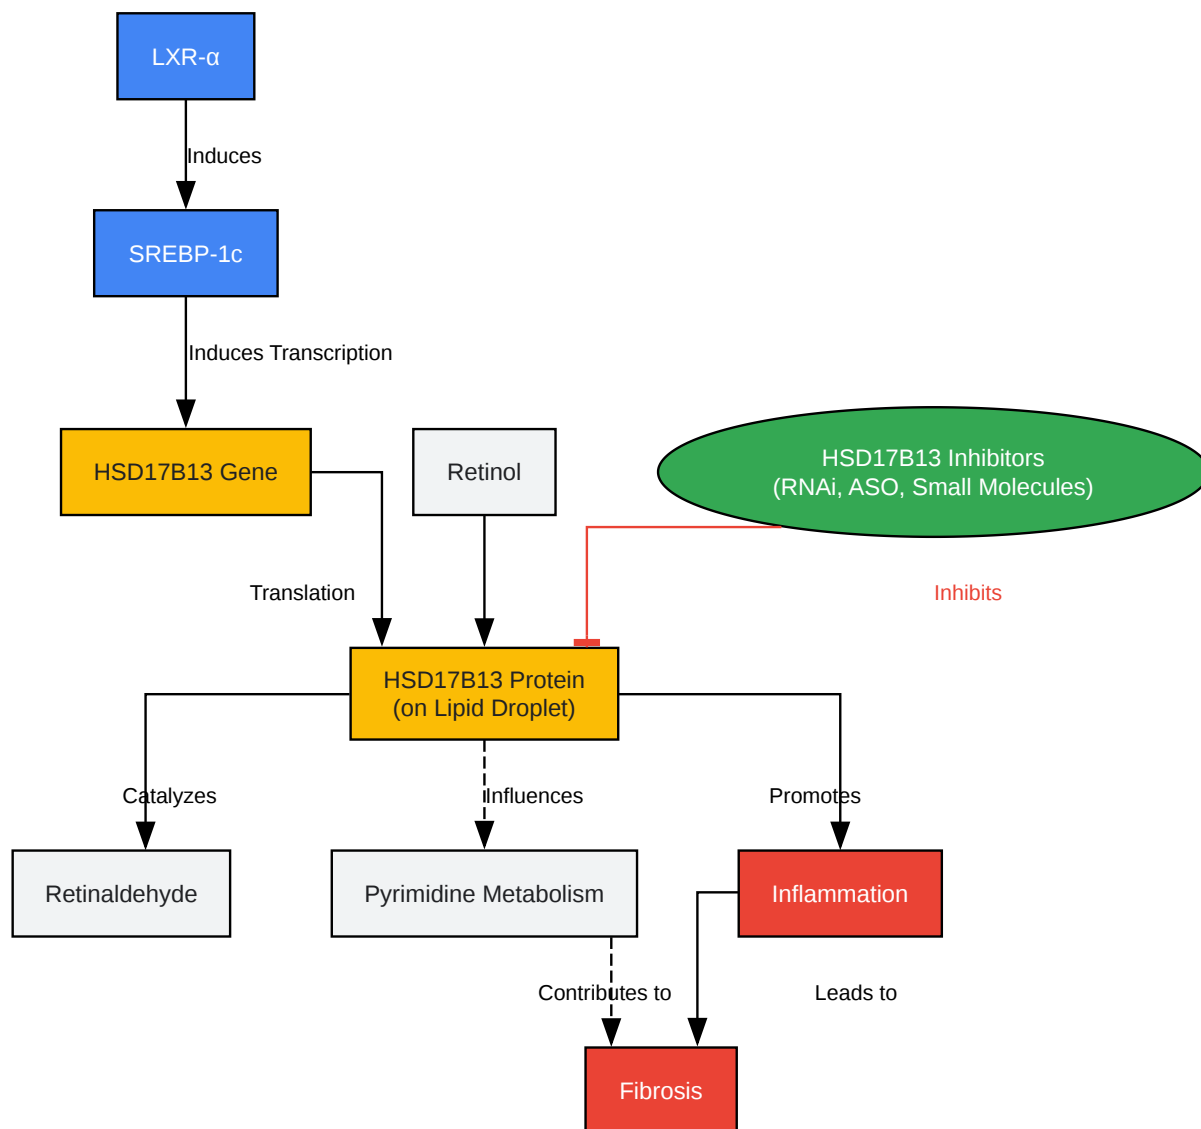 LXR-α
Induces
SREBP-1c
Induces Transcription
HSD17B13 Gene
Retinol
HSD17B13 Inhibitors
(RNAi, ASO, Small Molecules)
Translation
Inhibits
HSD17B13 Protein
(on Lipid Droplet)
Catalyzes
Influences
Promotes
Retinaldehyde
Pyrimidine Metabolism
Inflammation
Contributes to
Leads to
Fibrosis